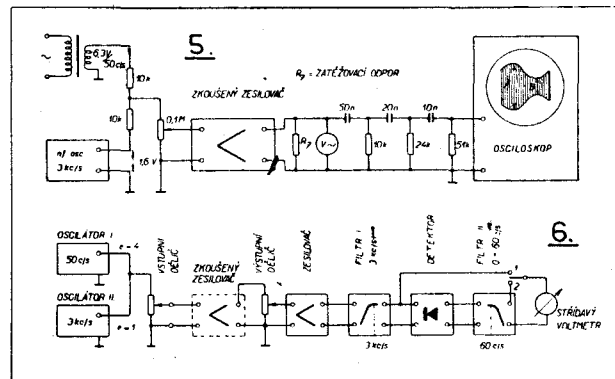 5.
6,3V
50c/s
10k
10k
nf osc
3kc/s
0,1M
1,6V
ZKOUŠENÝ ZESILOVAČ
Rz = ZATĚŽOVACÍ ODPOR
Rz
V~
50n
20n
10n
10k
24k
51k
OSCILOSKOP
6.
OSCILÁTOR I
50c/s
e=4
OSCILÁTOR II
3kc/s
e=1
VSTUPNÍ
DĚLIČ
ZKOUŠENÝ
ZESILOVAČ
VÝSTUPNÍ
DĚLIČ
ZESILOVAČ
FILTR I
3kc/s
3kc/s
DETEKTOR
FILTR II
0-60c/s
60c/s
1
2
STŘÍDAVÝ
VOLTMETR